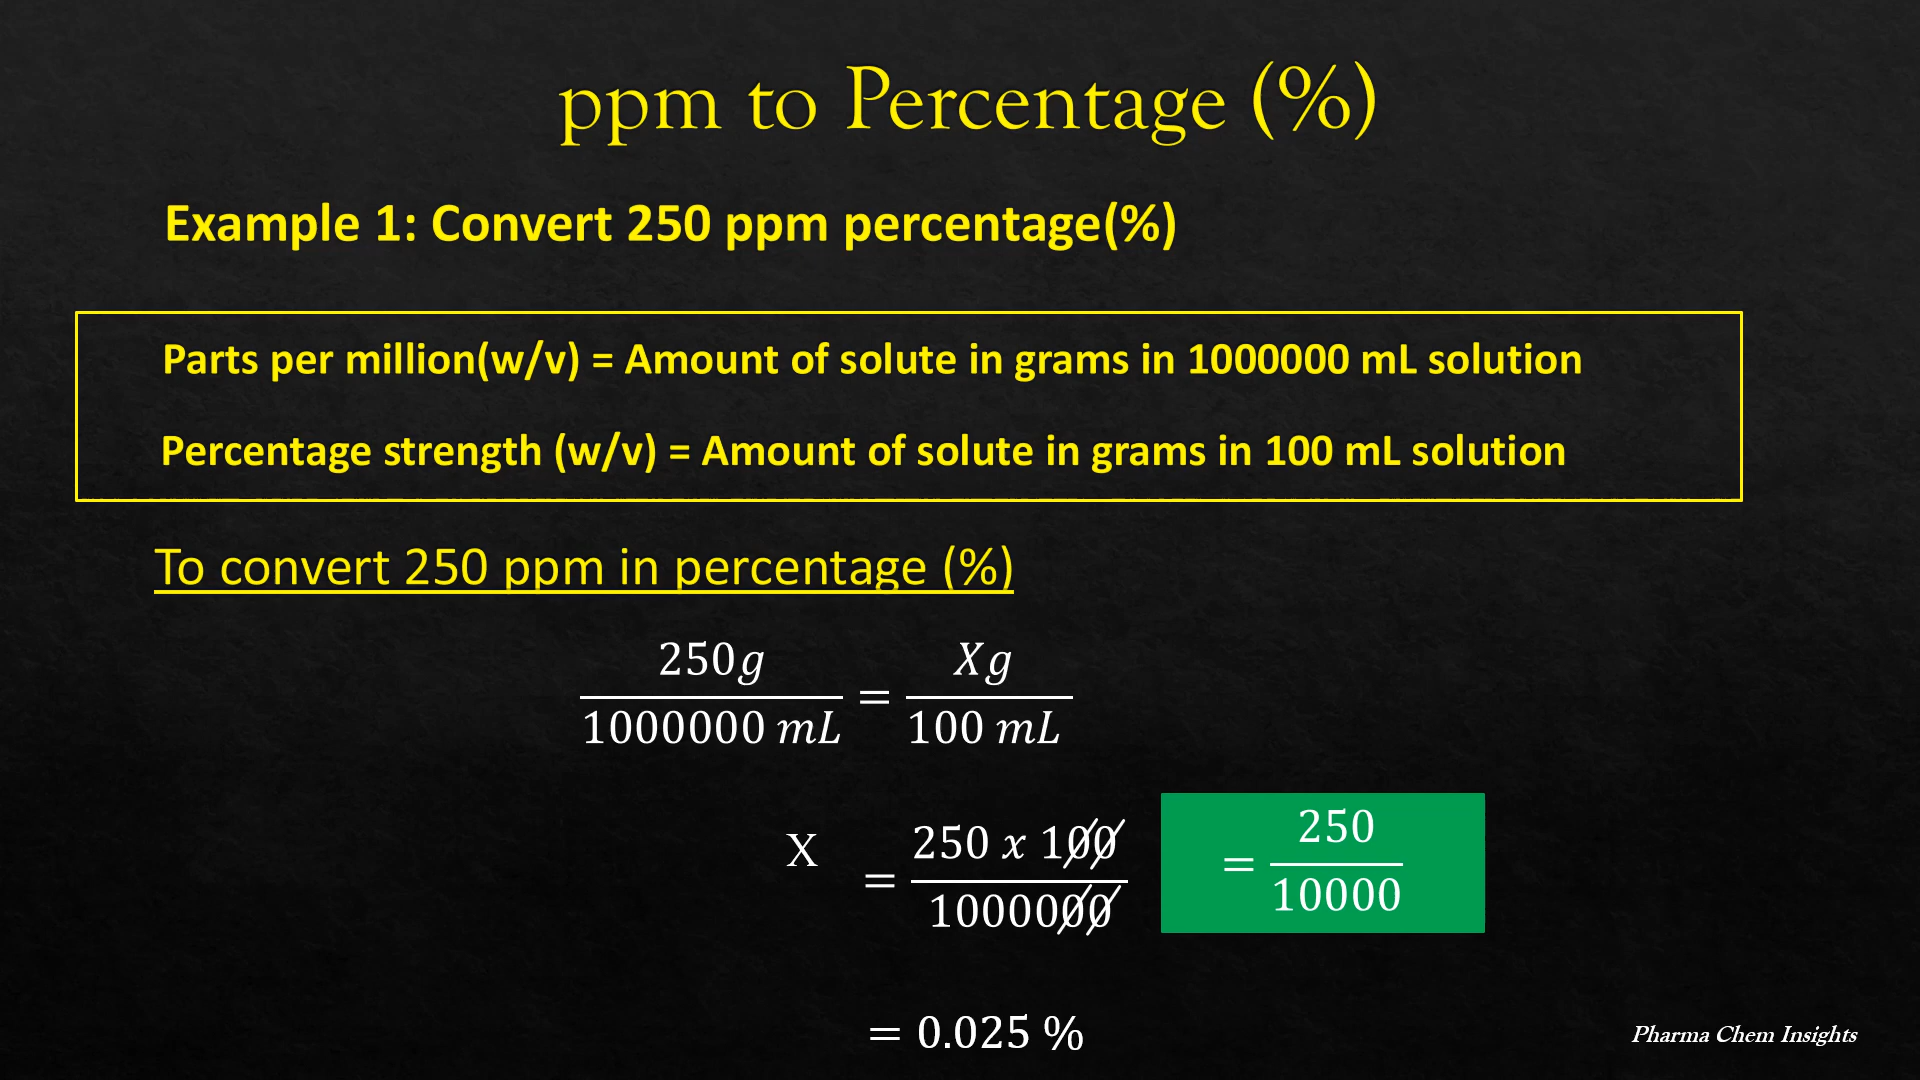 ppm to Percentage (%)
Example 1: Convert 250 ppm percentage(%)
Parts per million(w/v) = Amount of solute in grams in 1000000 mL solution
Percentage strength (w/v) = Amount of solute in grams in 100 mL solution
To convert 250 ppm in percentage (%)
250g / 1000000 mL = Xg / 100 mL
X = 250 x 100 / 1000000 = 250 / 10000
= 0.025 %
Pharma Chem Insights